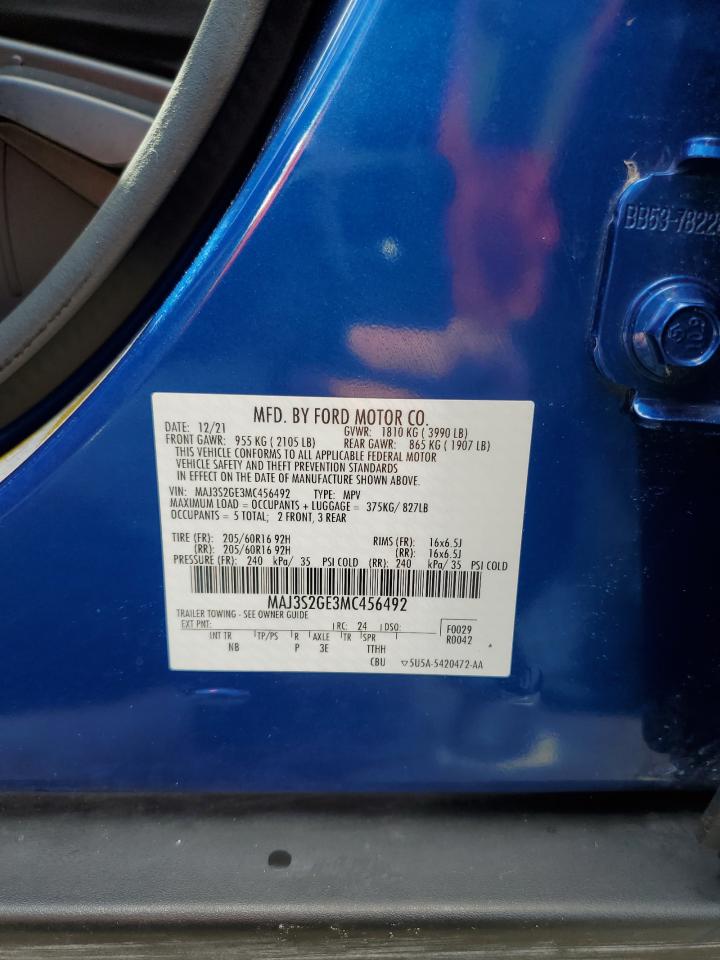 BB53-7822
MFD. BY FORD MOTOR CO.
DATE: 12/21 GVWR: 1810 KG ( 3990 LB)
FRONT GAWR: 955 KG ( 2105 LB) REAR GAWR: 865 KG ( 1907 LB)
THIS VEHICLE CONFORMS TO ALL APPLICABLE FEDERAL MOTOR
VEHICLE SAFETY AND THEFT PREVENTION STANDARDS
IN EFFECT ON THE DATE OF MANUFACTURE SHOWN ABOVE.
VIN: MAJ3S2GE3MC456492 TYPE: MPV
MAXIMUM LOAD = OCCUPANTS + LUGGAGE = 375KG/ 827LB
OCCUPANTS = 5 TOTAL; 2 FRONT, 3 REAR
TIRE (FR): 205/60R16 92H RIMS (FR): 16x6.5J
(RR): 205/60R16 92H (RR): 16x6.5J
PRESSURE (FR): 240 kPa/ 35 PSI COLD (RR): 240 kPa/ 35 PSI COLD
MAJ3S2GE3MC456492
TRAILER TOWING - SEE OWNER GUIDE
EXT PNT: RC: 24 DSO: F0029
INT TR TP/PS R AXLE TR SPR R0042
NB P 3E TTHH
CBU ▽5U5A-5420472-AA